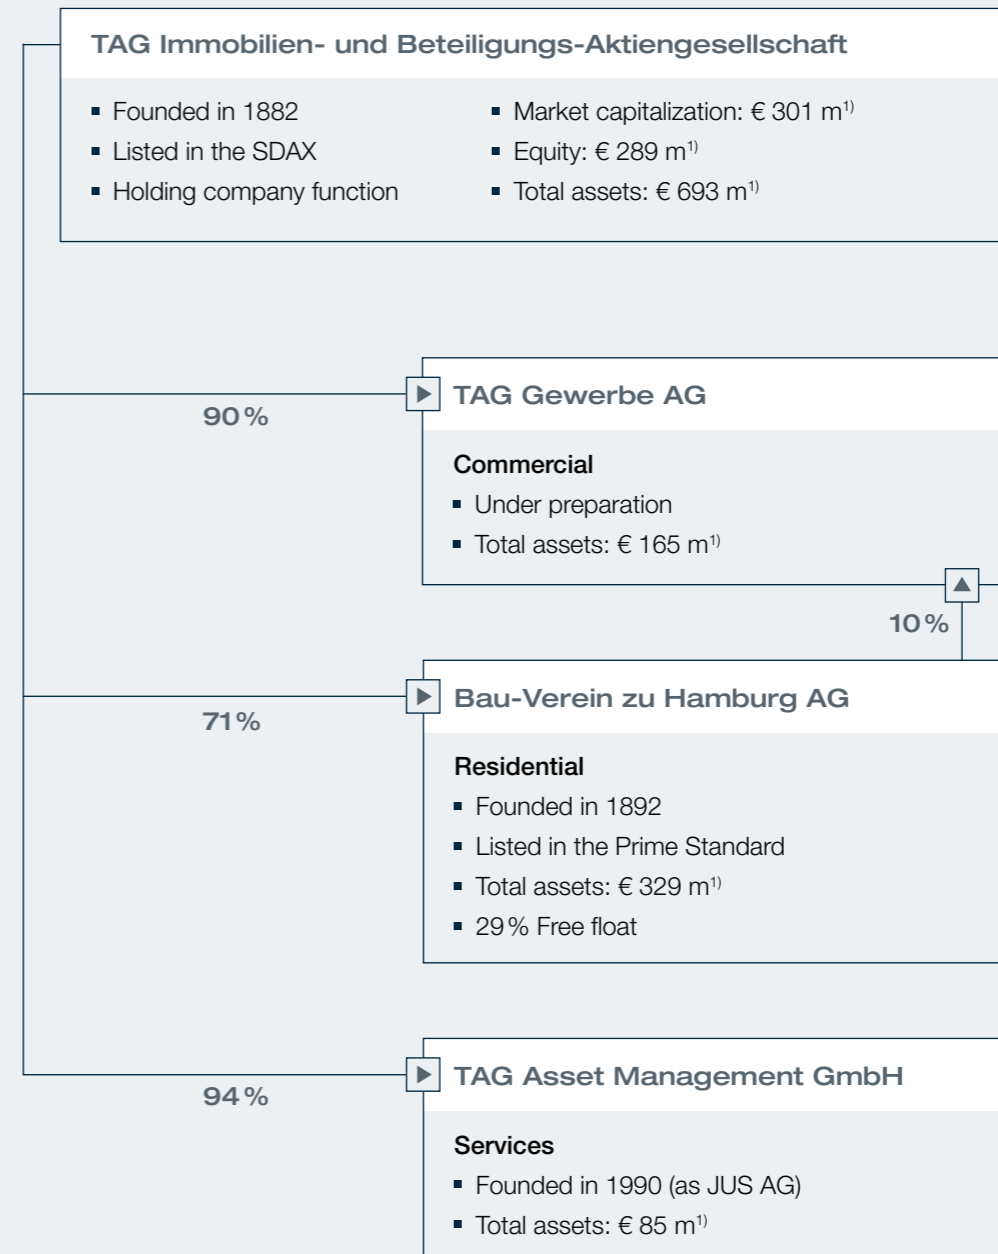 TAG Immobilien- und Beteiligungs-Aktiengesellschaft
▪ Founded in 1882
▪ Listed in the SDAX
▪ Holding company function
▪ Market capitalization: € 301 m1)
▪ Equity: € 289 m1)
▪ Total assets: € 693 m1)
90 %
TAG Gewerbe AG
Commercial
▪ Under preparation
▪ Total assets: € 165 m1)
10 %
71 %
Bau-Verein zu Hamburg AG
Residential
▪ Founded in 1892
▪ Listed in the Prime Standard
▪ Total assets: € 329 m1)
▪ 29 % Free float
94 %
TAG Asset Management GmbH
Services
▪ Founded in 1990 (as JUS AG)
▪ Total assets: € 85 m1)